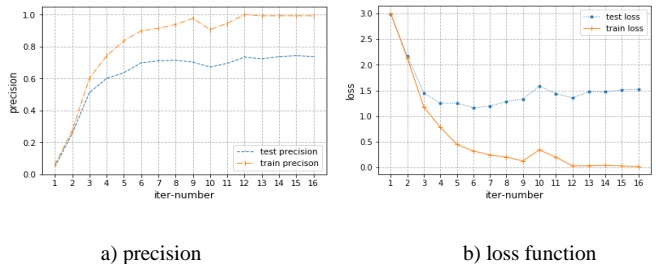 1.0
0.8
0.6
0.4
0.2
0.0
precision
test precision
train precison
1 2 3 4 5 6 7 8 9 10 11 12 13 14 15 16
iter-number
3.0
2.5
2.0
1.5
1.0
0.5
0.0
loss
test loss
train loss
1 2 3 4 5 6 7 8 9 10 11 12 13 14 15 16
iter-number
a) precision
b) loss function